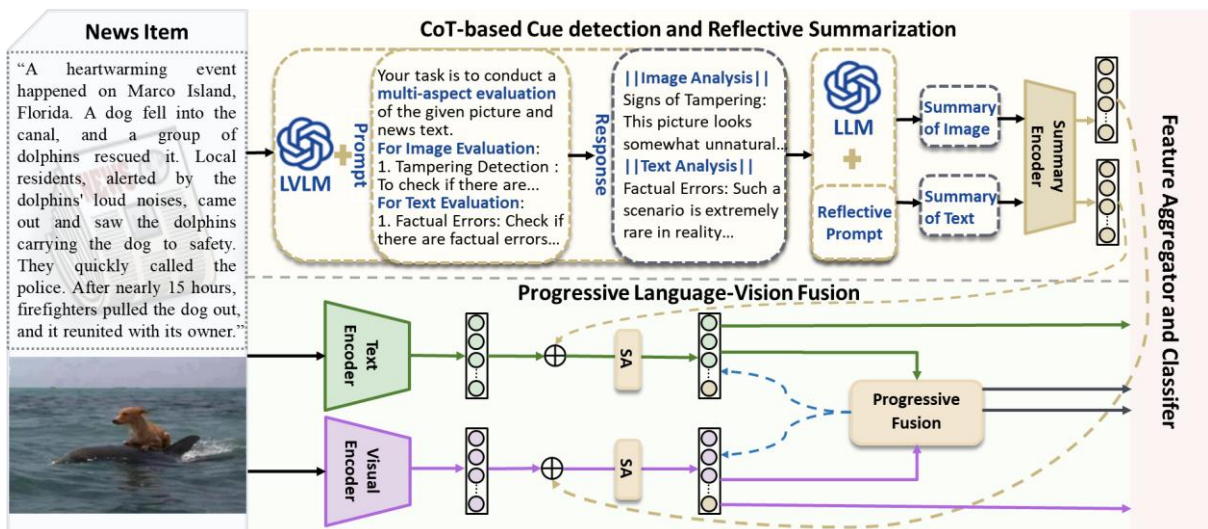 News Item
“A heartwarming event
happened on Marco Island,
Florida. A dog fell into the
canal, and a group of
dolphins rescued it. Local
residents, alerted by the
dolphins' loud noises, came
out and saw the dolphins
carrying the dog to safety.
They quickly called the
police. After nearly 15 hours,
firefighters pulled the dog out,
and it reunited with its owner.”
NEWS
CoT-based Cue detection and Reflective Summarization
LVLM
+
Prompt
Your task is to conduct a
multi-aspect evaluation
of the given picture and
news text.
For Image Evaluation:
1. Tampering Detection :
To check if there are...
For Text Evaluation:
1. Factual Errors: Check if
there are factual errors...
Response
||Image Analysis||
Signs of Tampering:
This picture looks
somewhat unnatural...
||Text Analysis||
Factual Errors: Such a
scenario is extremely
rare in reality...
LLM
+
Reflective
Prompt
Summary
of Image
Summary
of Text
Summary
Encoder
Progressive Language-Vision Fusion
Text
Encoder
SA
Visual
Encoder
SA
Progressive
Fusion
Feature Aggregator and Classifer